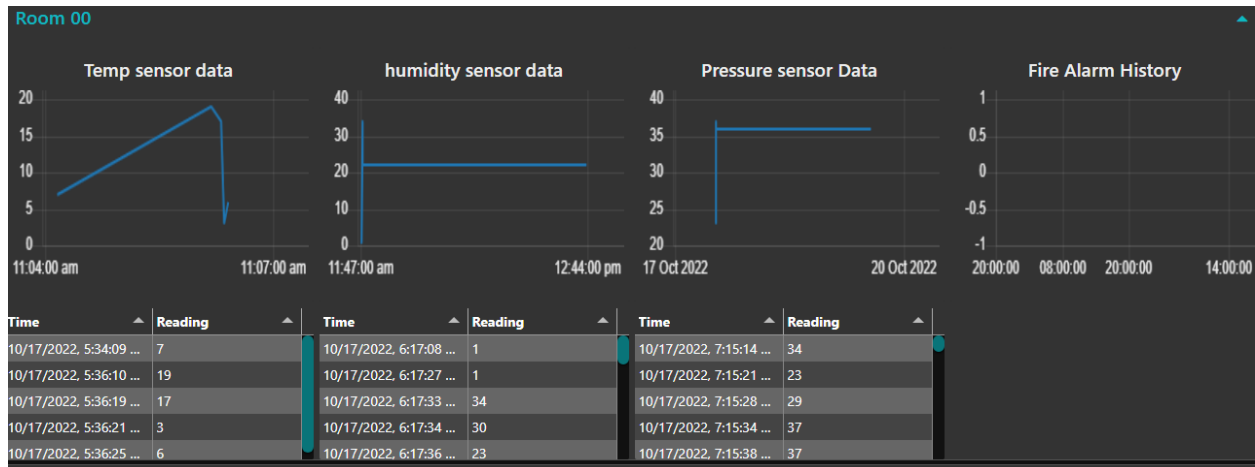 Room 00
Temp sensor data
20
15
10
5
0
11:04:00 am 11:07:00 am
humidity sensor data
40
30
20
10
0
11:47:00 am 12:44:00 pm
Pressure sensor Data
40
35
30
25
20
17 Oct 2022 20 Oct 2022
Fire Alarm History
1
0.5
0
-0.5
-1
20:00:00 08:00:00 20:00:00 14:00:00
Time Reading
10/17/2022, 5:34:09 ... 7
10/17/2022, 5:36:10 ... 19
10/17/2022, 5:36:19 ... 17
10/17/2022, 5:36:21 ... 3
10/17/2022, 5:36:25 ... 6
Time Reading
10/17/2022, 6:17:08 ... 1
10/17/2022, 6:17:27 ... 1
10/17/2022, 6:17:33 ... 34
10/17/2022, 6:17:34 ... 30
10/17/2022, 6:17:36 ... 23
Time Reading
10/17/2022, 7:15:14 ... 34
10/17/2022, 7:15:21 ... 23
10/17/2022, 7:15:28 ... 29
10/17/2022, 7:15:34 ... 37
10/17/2022, 7:15:38 ... 37